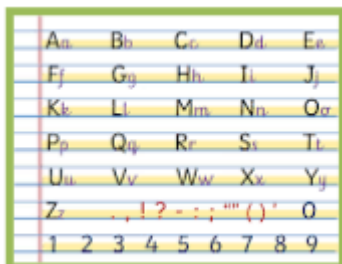 Aa Bb Cc Dd Ee
Ff Gg Hh Ii Jj
Kk Ll Mm Nn Oo
Pp Qq Rr Ss Tt
Uu Vv Ww Xx Yy
Zz . , ! ? - : ; “” ( ) ' 0
1 2 3 4 5 6 7 8 9